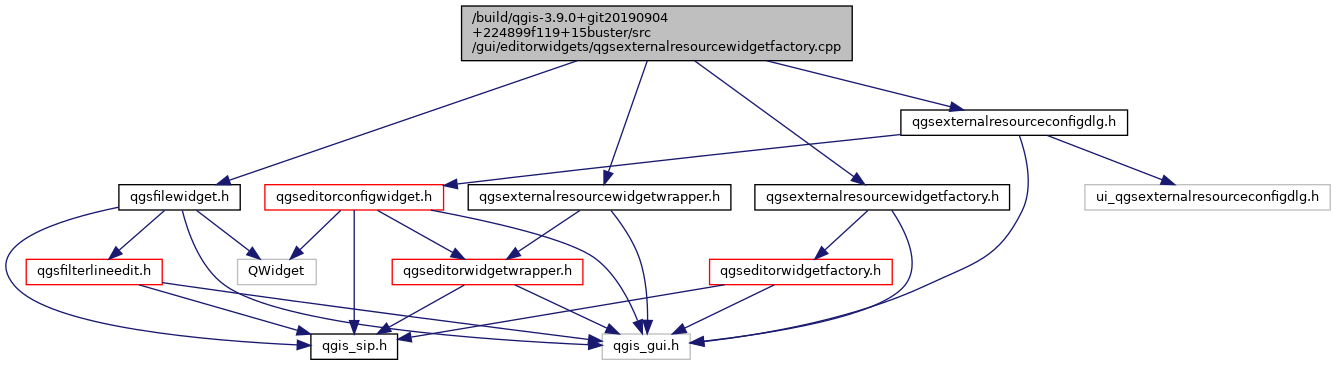 /build/qgis-3.9.0+git20190904
+224899f119+15buster/src
/gui/editorwidgets/qgsexternalresourcewidgetfactory.cpp
qgsexternalresourceconfigdlg.h
qgsfilewidget.h
qgseditorconfigwidget.h
qgsexternalresourcewidgetwrapper.h
qgsexternalresourcewidgetfactory.h
ui_qgsexternalresourceconfigdlg.h
qgsfilterlineedit.h
QWidget
qgseditorwidgetwrapper.h
qgseditorwidgetfactory.h
qgis_sip.h
qgis_gui.h